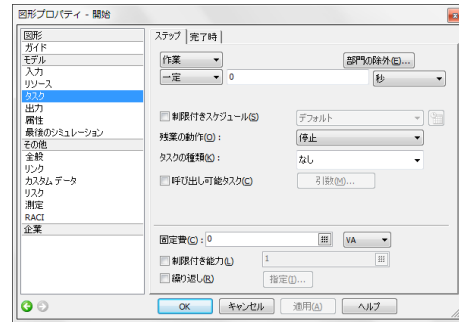 図形プロパティ - 開始
図形
ガイド
モデル
入力
リソース
タスク
出力
属性
最後のシミュレーション
その他
全般
リンク
カスタム データ
リスク
測定
RACI
企業
ステップ 完了時
作業 部門の除外(E)...
一定 0 秒
制限付きスケジュール(S) デフォルト
残業の動作(O) : 停止
タスクの種類(K) : なし
呼び出し可能タスク(C) 引数(M)...
固定費(C) : 0 VA
制限付き能力(L) 1
繰り返し(R) 指定(I)...
OK キャンセル 適用(A) ヘルプ